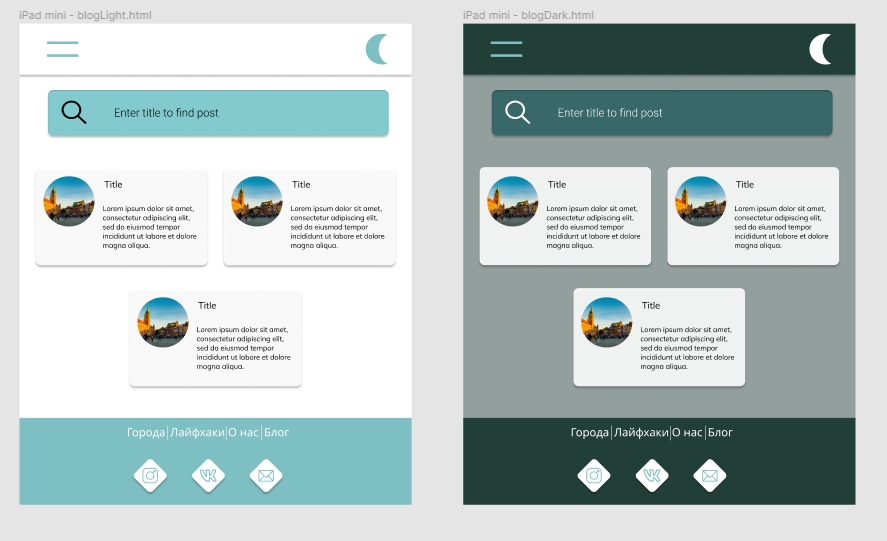 iPad mini - blogLight.html
Enter title to find post
Title
Lorem ipsum dolor sit amet,
consectetur adipiscing elit,
sed do eiusmod tempor
incididunt ut labore et dolore
magna aliqua.
Title
Lorem ipsum dolor sit amet,
consectetur adipiscing elit,
sed do eiusmod tempor
incididunt ut labore et dolore
magna aliqua.
Title
Lorem ipsum dolor sit amet,
consectetur adipiscing elit,
sed do eiusmod tempor
incididunt ut labore et dolore
magna aliqua.
Города|Лайфхаки|О нас|Блог
iPad mini - blogDark.html
Enter title to find post
Title
Lorem ipsum dolor sit amet,
consectetur adipiscing elit,
sed do eiusmod tempor
incididunt ut labore et dolore
magna aliqua.
Title
Lorem ipsum dolor sit amet,
consectetur adipiscing elit,
sed do eiusmod tempor
incididunt ut labore et dolore
magna aliqua.
Title
Lorem ipsum dolor sit amet,
consectetur adipiscing elit,
sed do eiusmod tempor
incididunt ut labore et dolore
magna aliqua.
Города|Лайфхаки|О нас|Блог